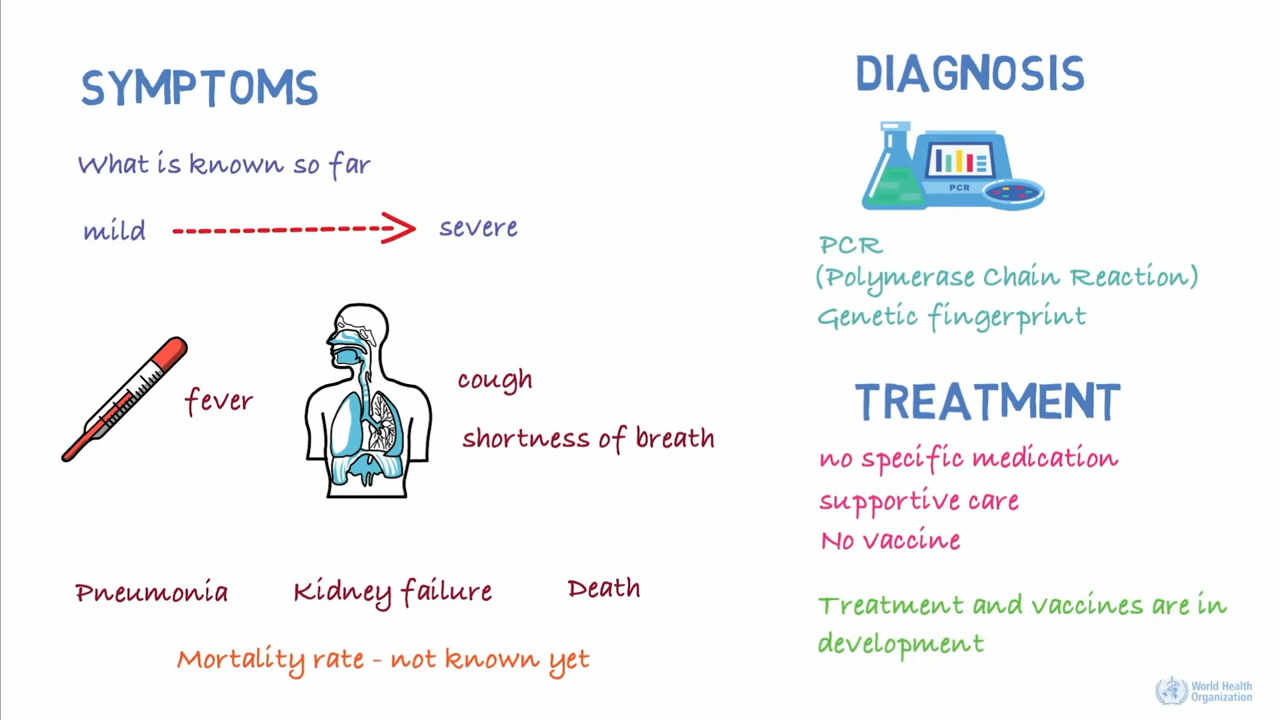 SYMPTOMS
What is known so far
mild
severe
fever
cough
shortness of breath
Pneumonia
Kidney failure
Death
Mortality rate - not known yet
DIAGNOSIS
PCR
PCR
(Polymerase Chain Reaction)
Genetic fingerprint
TREATMENT
no specific medication
supportive care
No vaccine
Treatment and vaccines are in
development
World Health
Organization